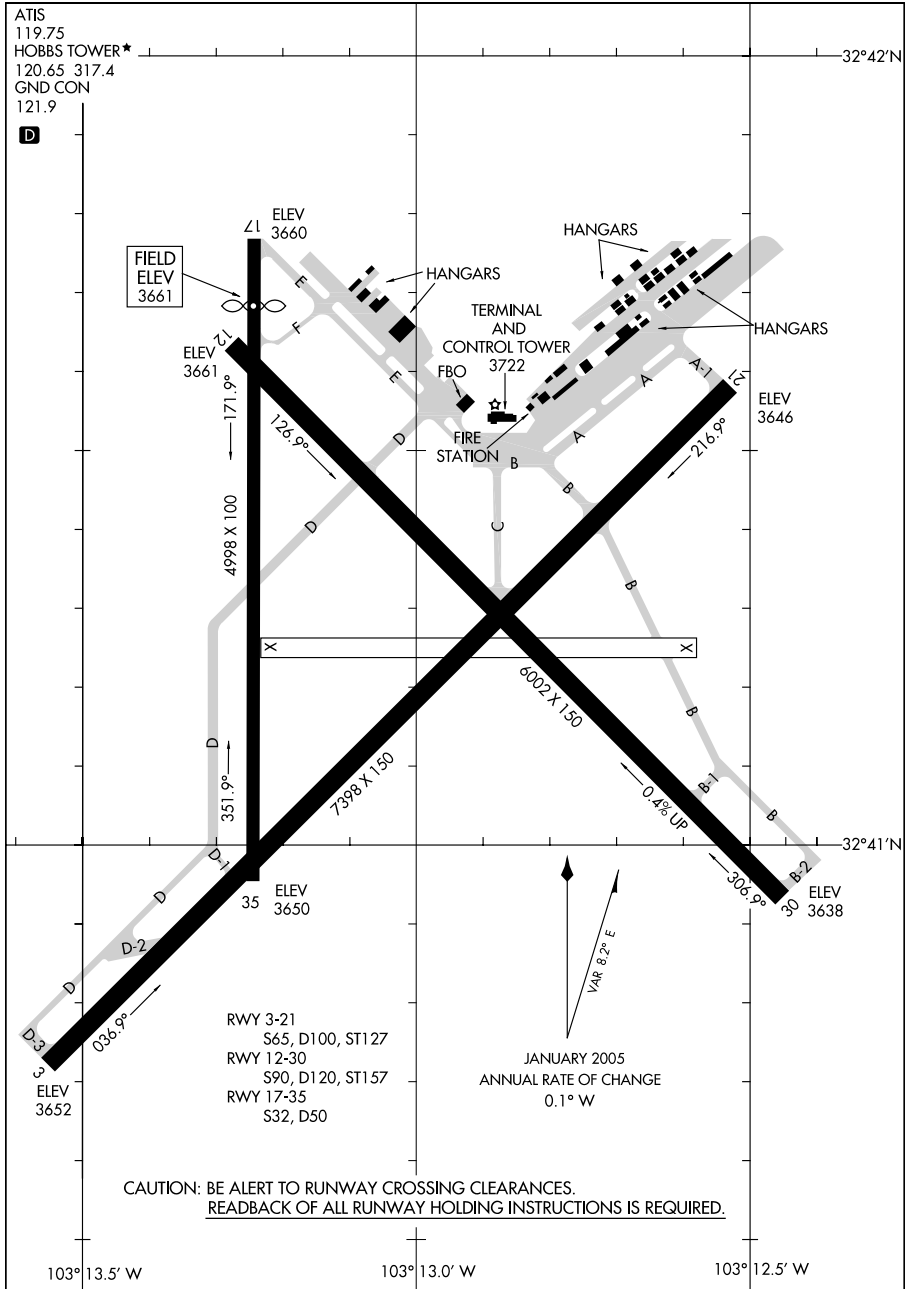 ATIS
119.75
HOBBS TOWER★
120.65 317.4
GND CON
121.9
D
32°42'N
17
ELEV
3660
FIELD
ELEV
3661
HANGARS
HANGARS
HANGARS
TERMINAL
AND
CONTROL TOWER
3722
FBO
FIRE
STATION
E
F
E
12
ELEV
3661
171.9°
126.9°
4998 X 100
A
A
A-1
21
ELEV
3646
216.9°
D
D
B
B
C
B
X
X
6002 X 150
7398 X 150
B
D
351.9°
0.4% UP
B-1
B
32°41'N
D-1
B-2
306.9°
30
ELEV
3638
35
ELEV
3650
D
D-2
D
036.9°
D-3
3
ELEV
3652
VAR 8.2° E
RWY 3-21
S65, D100, ST127
RWY 12-30
S90, D120, ST157
RWY 17-35
S32, D50
JANUARY 2005
ANNUAL RATE OF CHANGE
0.1° W
CAUTION: BE ALERT TO RUNWAY CROSSING CLEARANCES.
READBACK OF ALL RUNWAY HOLDING INSTRUCTIONS IS REQUIRED.
103° 13.5' W
103° 13.0' W
103° 12.5' W